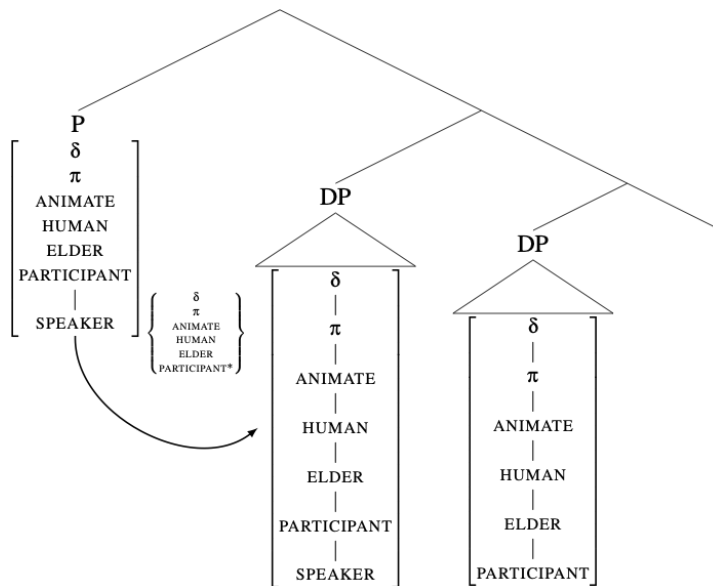 P
δ
π
ANIMATE
HUMAN
ELDER
PARTICIPANT
SPEAKER
δ
π
ANIMATE
HUMAN
ELDER
PARTICIPANT*
DP
δ
π
ANIMATE
HUMAN
ELDER
PARTICIPANT
SPEAKER
DP
δ
π
ANIMATE
HUMAN
ELDER
PARTICIPANT